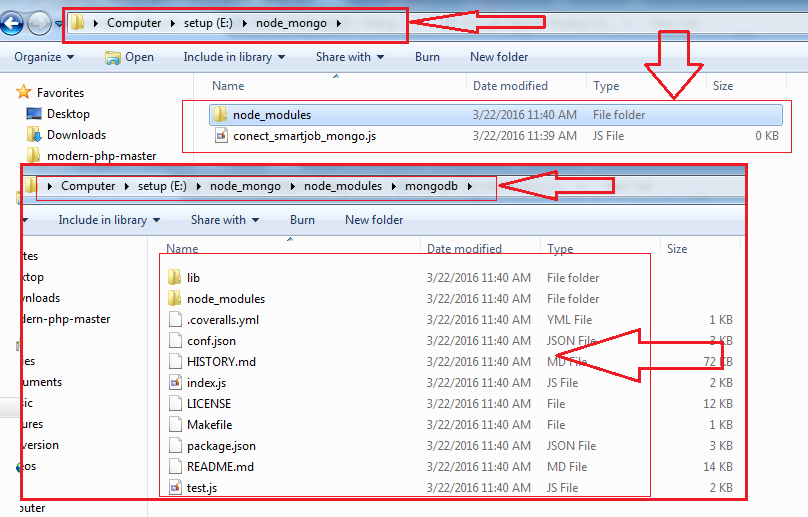 Computer setup (E:) node_mongo
Organize Open Include in library Share with Burn New folder
Name Date modified Type Size
Favorites
Desktop
Downloads
modern-php-master
node_modules 3/22/2016 11:40 AM File folder
conect_smartjob_mongo.js 3/22/2016 11:39 AM JS File 0 KB
Computer setup (E:) node_mongo node_modules mongodb
Include in library Share with Burn New folder
Name Date modified Type Size
lib 3/22/2016 11:40 AM File folder
node_modules 3/22/2016 11:40 AM File folder
.coveralls.yml 3/22/2016 11:40 AM YML File 1 KB
conf.json 3/22/2016 11:40 AM JSON File 3 KB
HISTORY.md 3/22/2016 11:40 AM MD File 72 KB
index.js 3/22/2016 11:40 AM JS File 2 KB
LICENSE 3/22/2016 11:40 AM File 12 KB
Makefile 3/22/2016 11:40 AM File 1 KB
package.json 3/22/2016 11:40 AM JSON File 3 KB
README.md 3/22/2016 11:40 AM MD File 14 KB
test.js 3/22/2016 11:40 AM JS File 2 KB
ites
ktop
wnloads
dern-php-master
es
uments
sic
ures
version
eos
puter